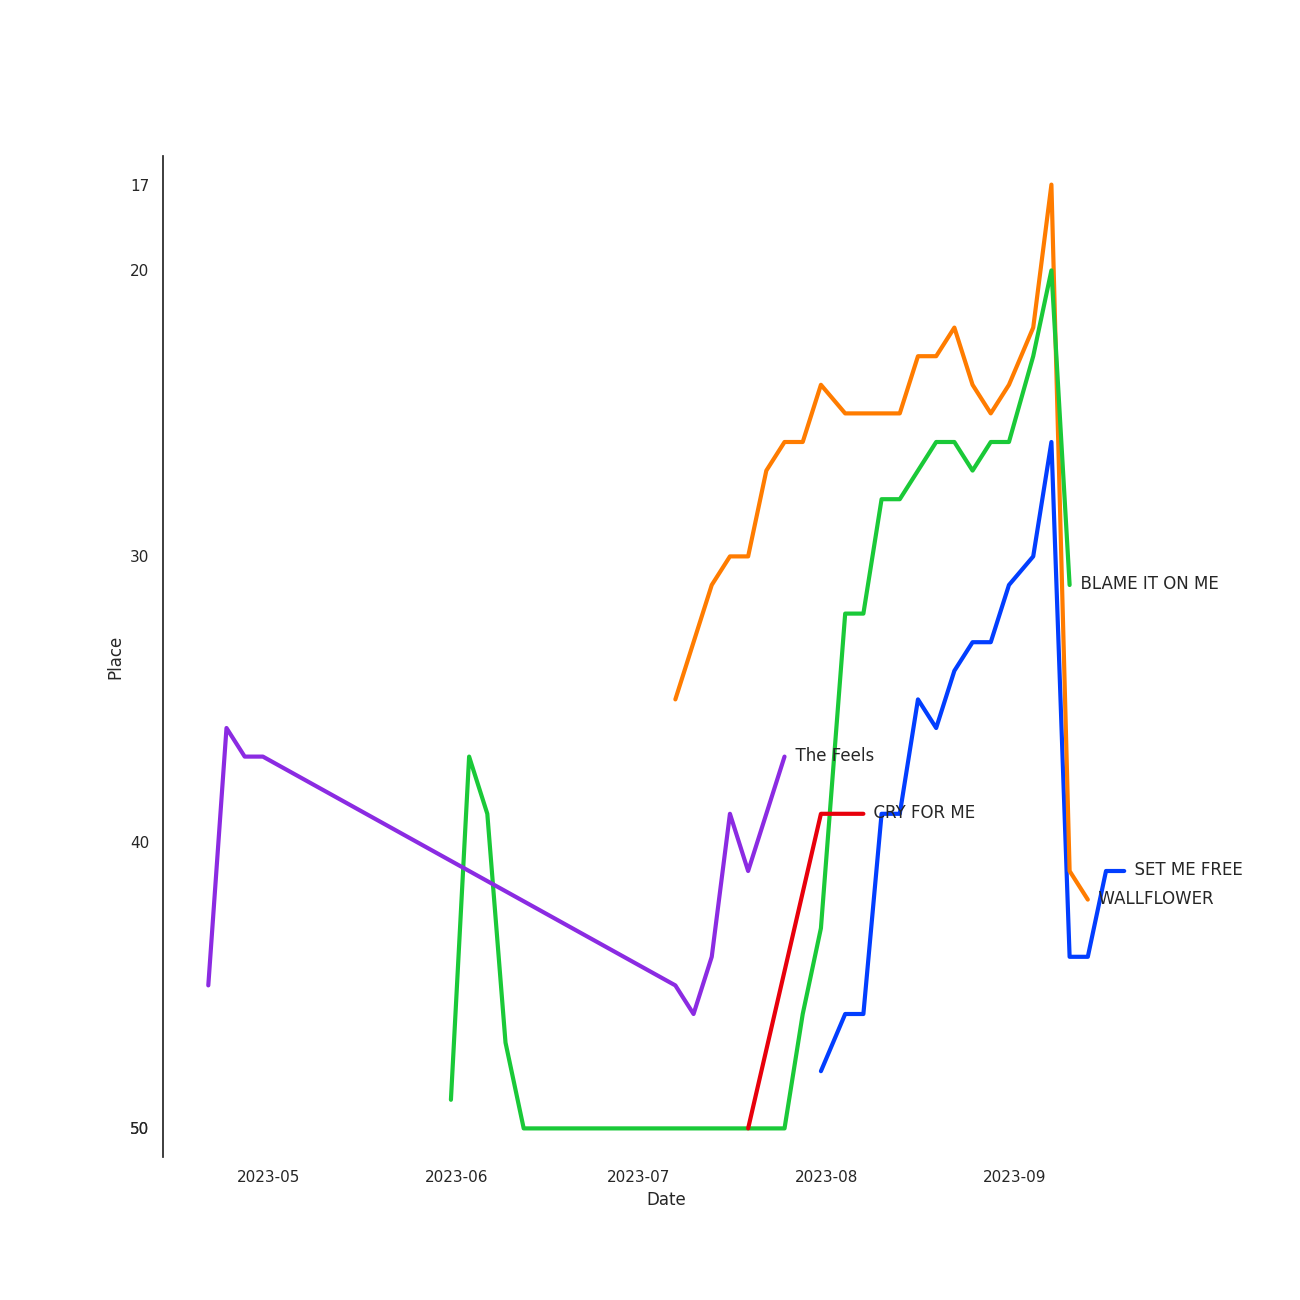 17
20
30
40
50
Place
BLAME IT ON ME
The Feels
CRY FOR ME
SET ME FREE
WALLFLOWER
2023-05 2023-06 2023-07 2023-08 2023-09
Date